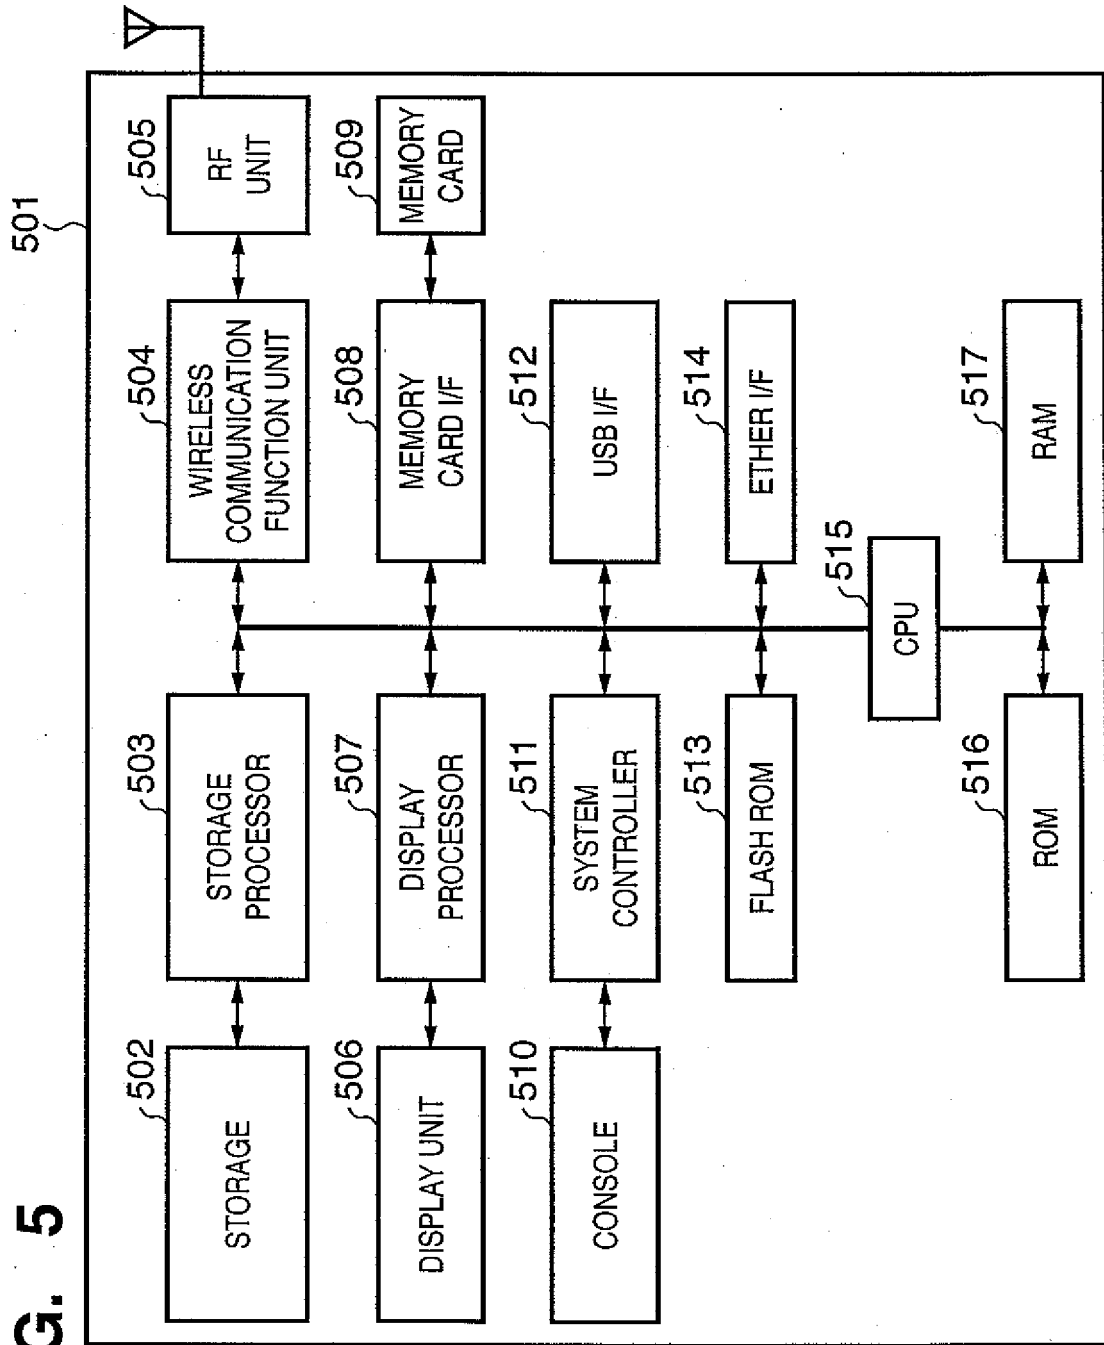 G. 5
501
502
STORAGE
503
STORAGE
PROCESSOR
504
WIRELESS
COMMUNICATION
FUNCTION UNIT
505
RF
UNIT
506
DISPLAY UNIT
507
DISPLAY
PROCESSOR
508
MEMORY
CARD I/F
509
MEMORY
CARD
510
CONSOLE
511
SYSTEM
CONTROLLER
512
USB I/F
513
FLASH ROM
514
ETHER I/F
515
CPU
516
ROM
517
RAM